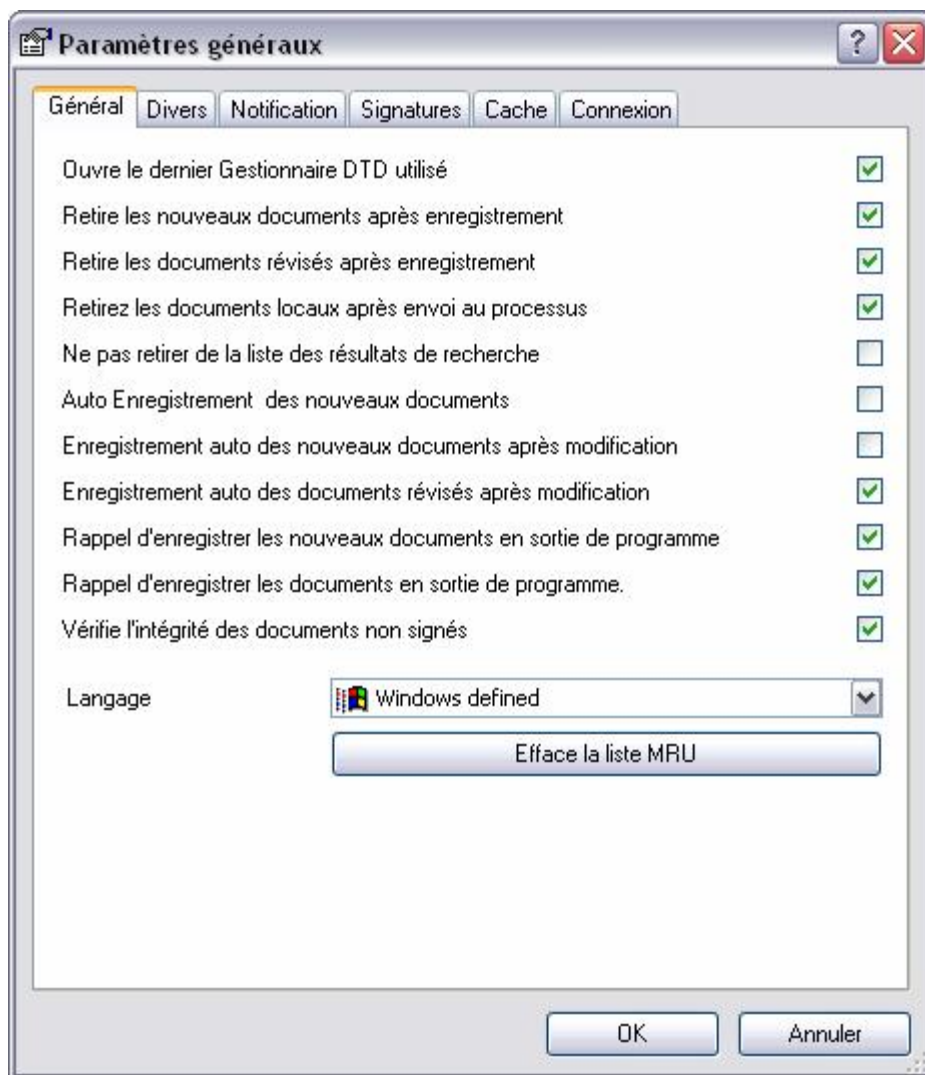 Paramètres généraux
Général Divers Notification Signatures Cache Connexion
Ouvre le dernier Gestionnaire DTD utilisé
Retire les nouveaux documents après enregistrement
Retire les documents révisés après enregistrement
Retirez les documents locaux après envoi au processus
Ne pas retirer de la liste des résultats de recherche
Auto Enregistrement  des nouveaux documents
Enregistrement auto des nouveaux documents après modification
Enregistrement auto des documents révisés après modification
Rappel d'enregistrer les nouveaux documents en sortie de programme
Rappel d'enregistrer les documents en sortie de programme.
Vérifie l'intégrité des documents non signés
Langage Windows defined
Efface la liste MRU
OK Annuler